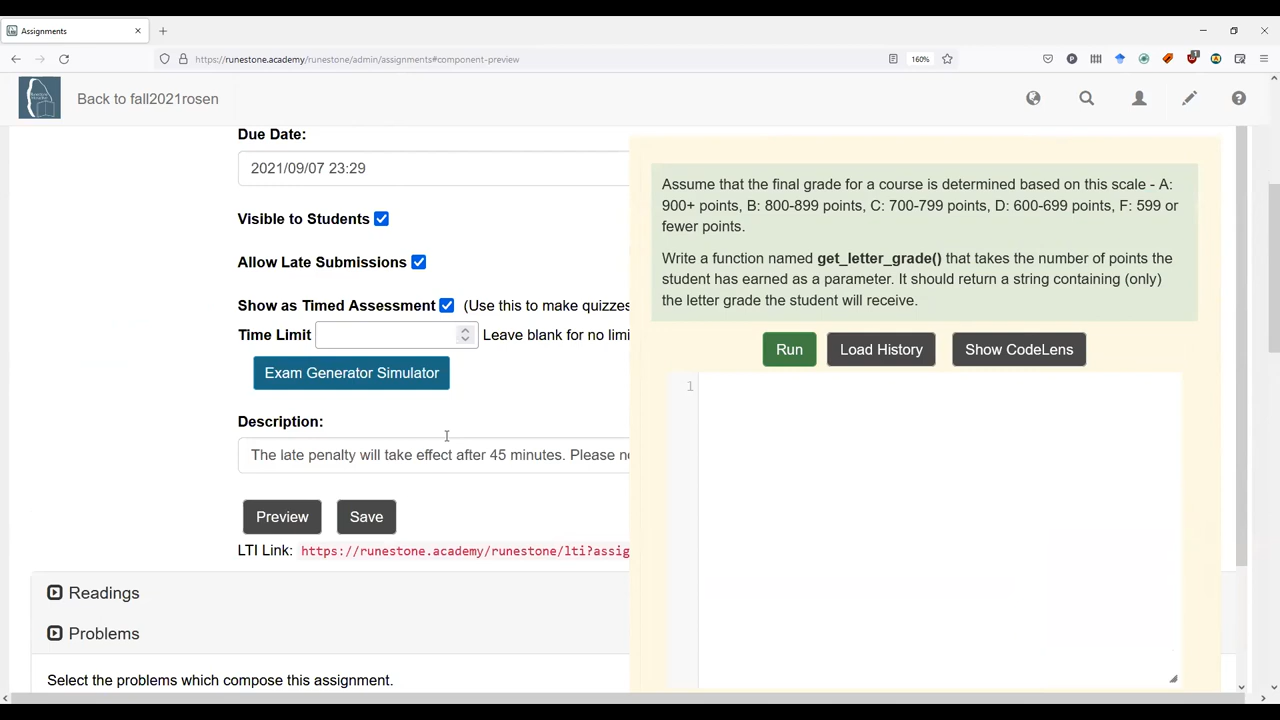 Assignments
https://runestone.academy/runestone/admin/assignments#component-preview
160%
Back to fall2021rosen
Due Date:
2021/09/07 23:29
Visible to Students
Allow Late Submissions
Show as Timed Assessment (Use this to make quizzes
Time Limit Leave blank for no limi
Exam Generator Simulator
Description:
The late penalty will take effect after 45 minutes. Please no
Preview Save
LTI Link: https://runestone.academy/runestone/lti?assig
Readings
Problems
Select the problems which compose this assignment.
Assume that the final grade for a course is determined based on this scale - A:
900+ points, B: 800-899 points, C: 700-799 points, D: 600-699 points, F: 599 or
fewer points.
Write a function named get_letter_grade() that takes the number of points the
student has earned as a parameter. It should return a string containing (only)
the letter grade the student will receive.
Run Load History Show CodeLens
1